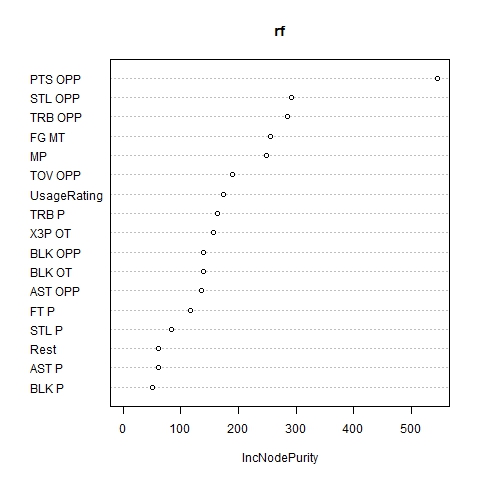 rf
PTS OPP
STL OPP
TRB OPP
FG MT
MP
TOV OPP
UsageRating
TRB P
X3P OT
BLK OPP
BLK OT
AST OPP
FT P
STL P
Rest
AST P
BLK P
0 100 200 300 400 500
IncNodePurity